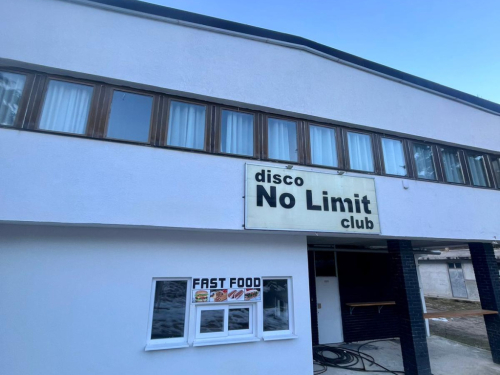 disco
No Limit
club
FAST FOOD